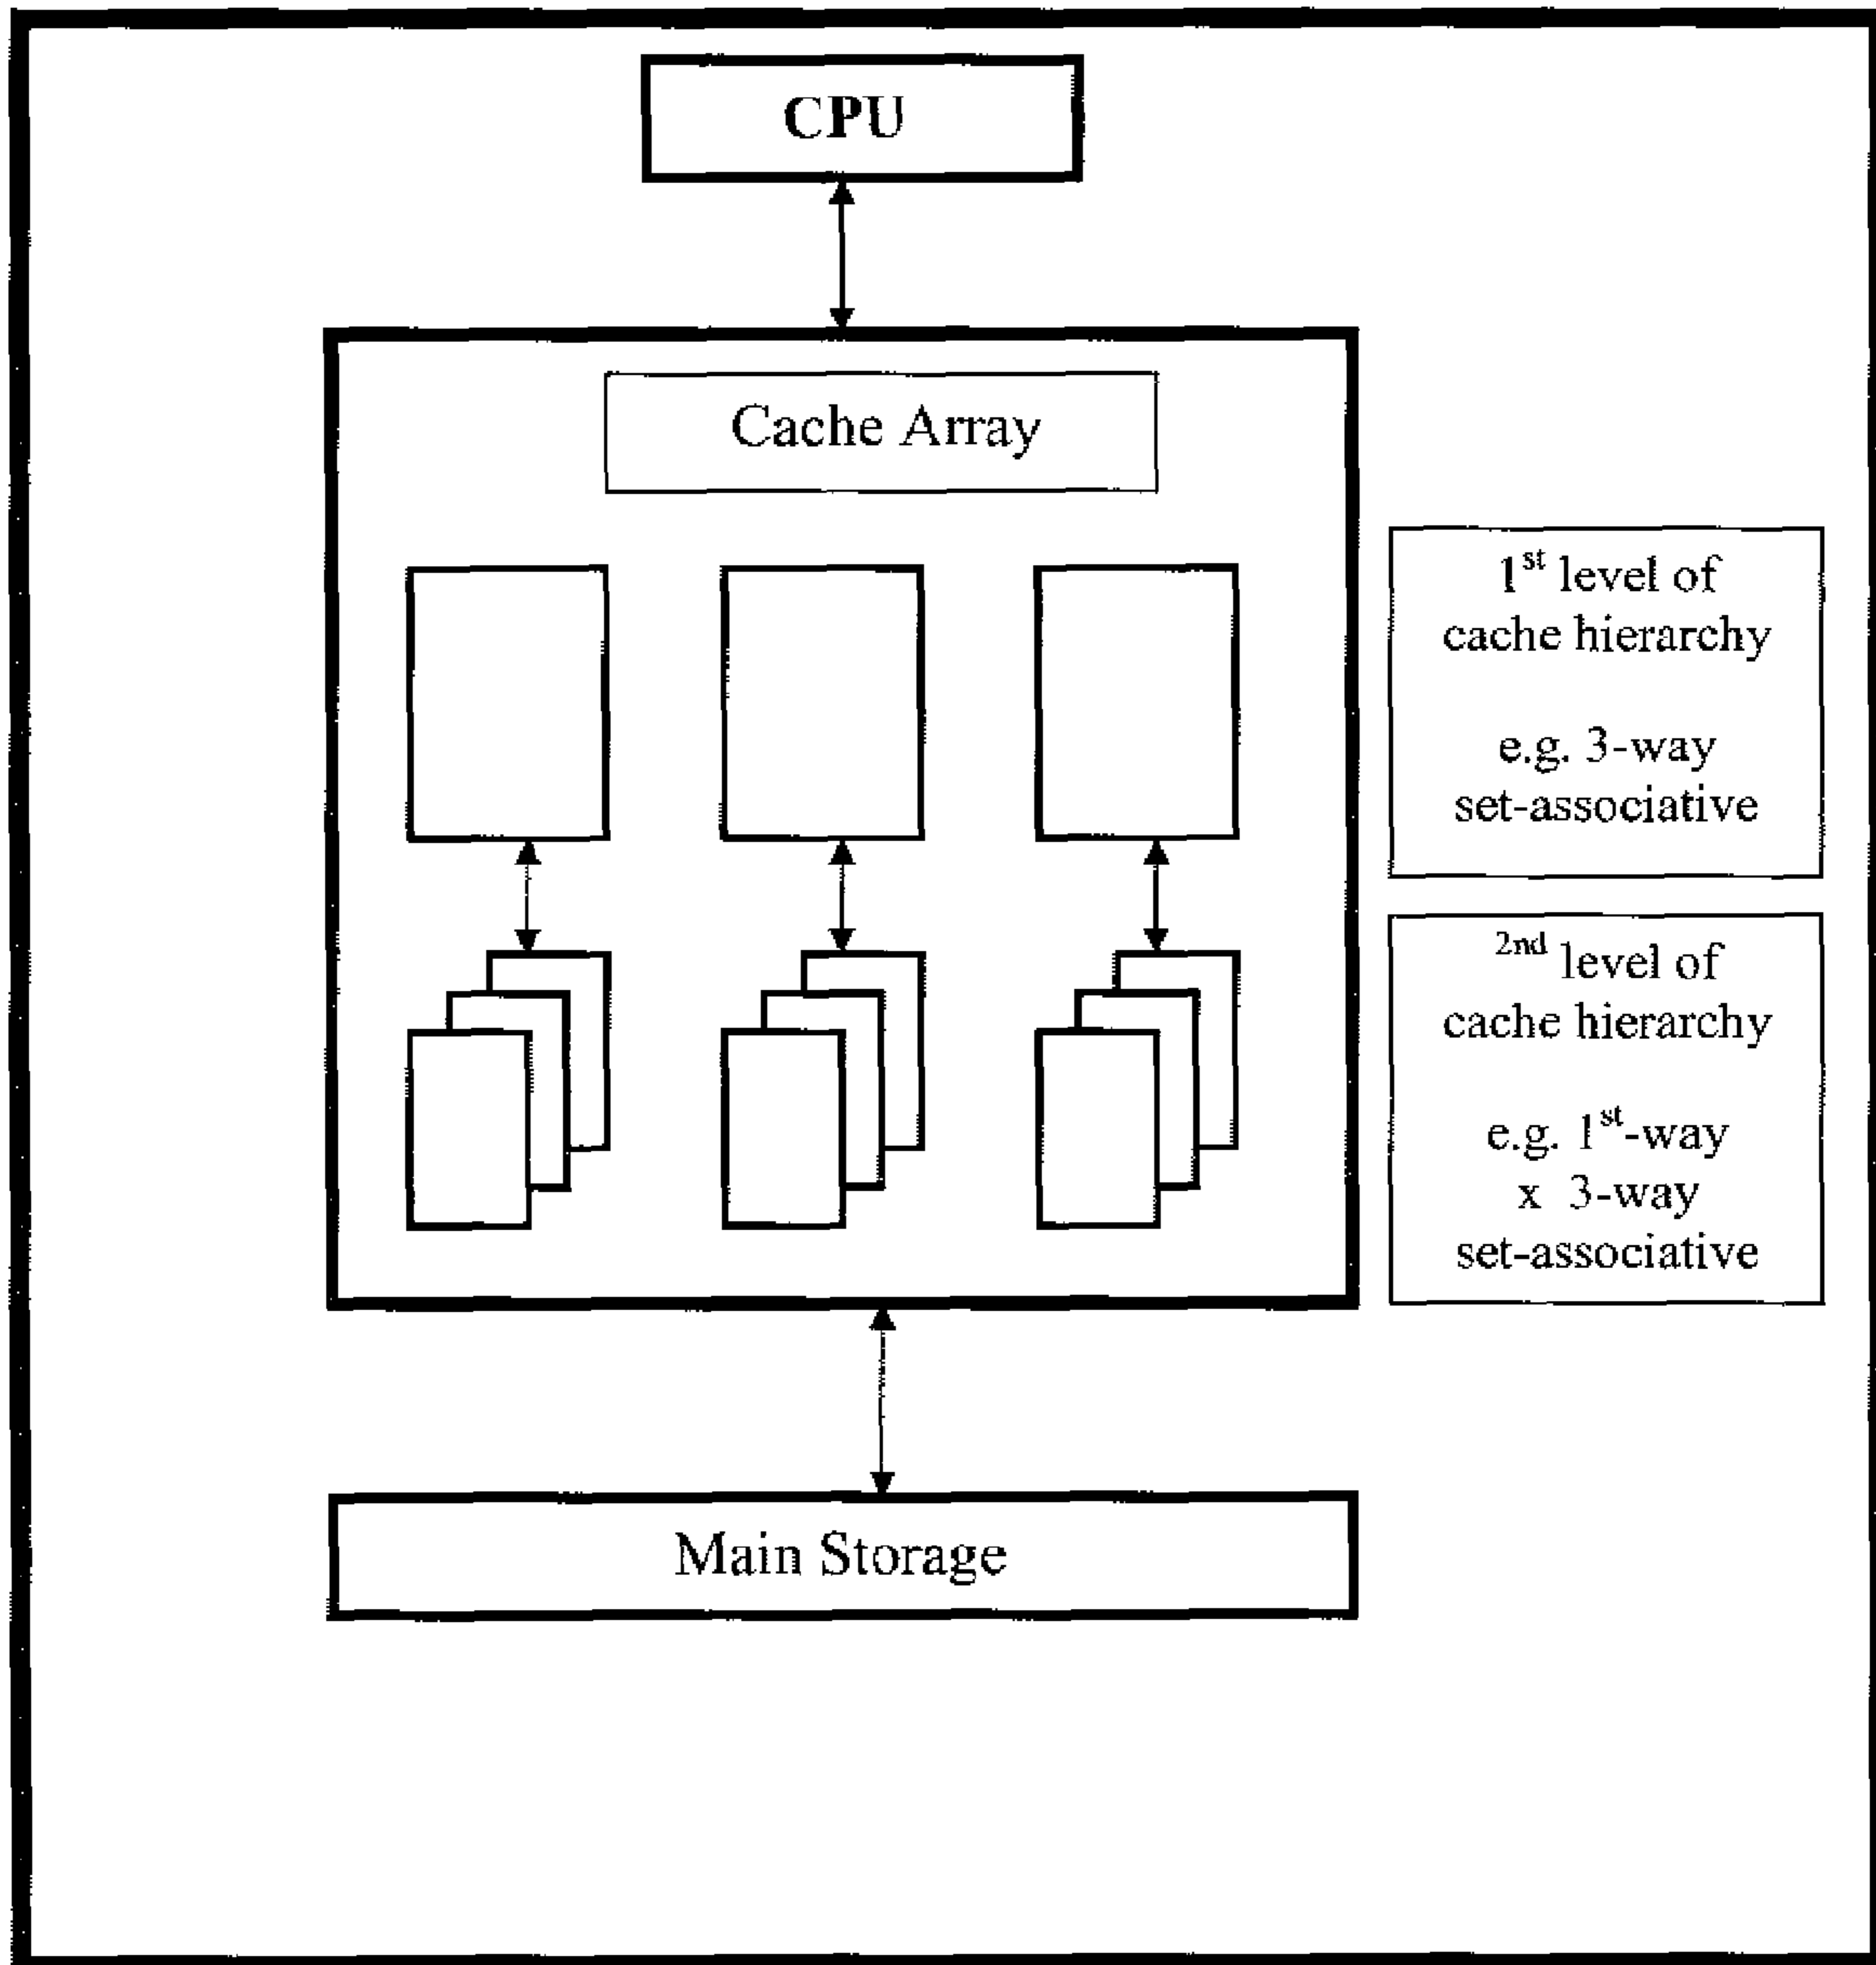 CPU
Cache Array
1st level of
cache hierarchy
e.g. 3-way
set-associative
2nd level of
cache hierarchy
e.g. 1st-way
x 3-way
set-associative
Main Storage